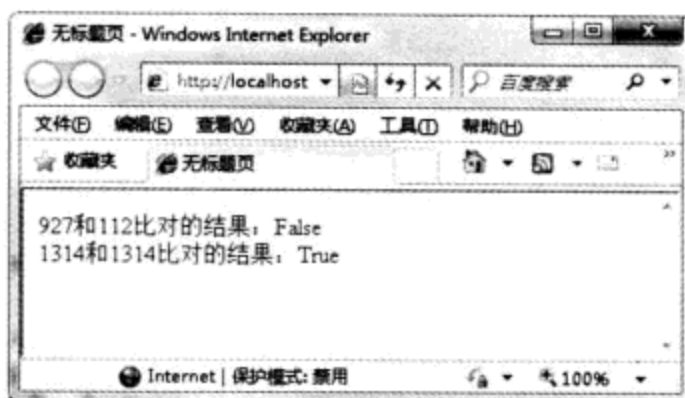 无标题页 - Windows Internet Explorer
http://localhost
百度搜索
文件(F) 编辑(E) 查看(V) 收藏夹(A) 工具(T) 帮助(H)
收藏夹 无标题页
927和112比对的结果：False
1314和1314比对的结果：True
Internet | 保护模式: 禁用 100%